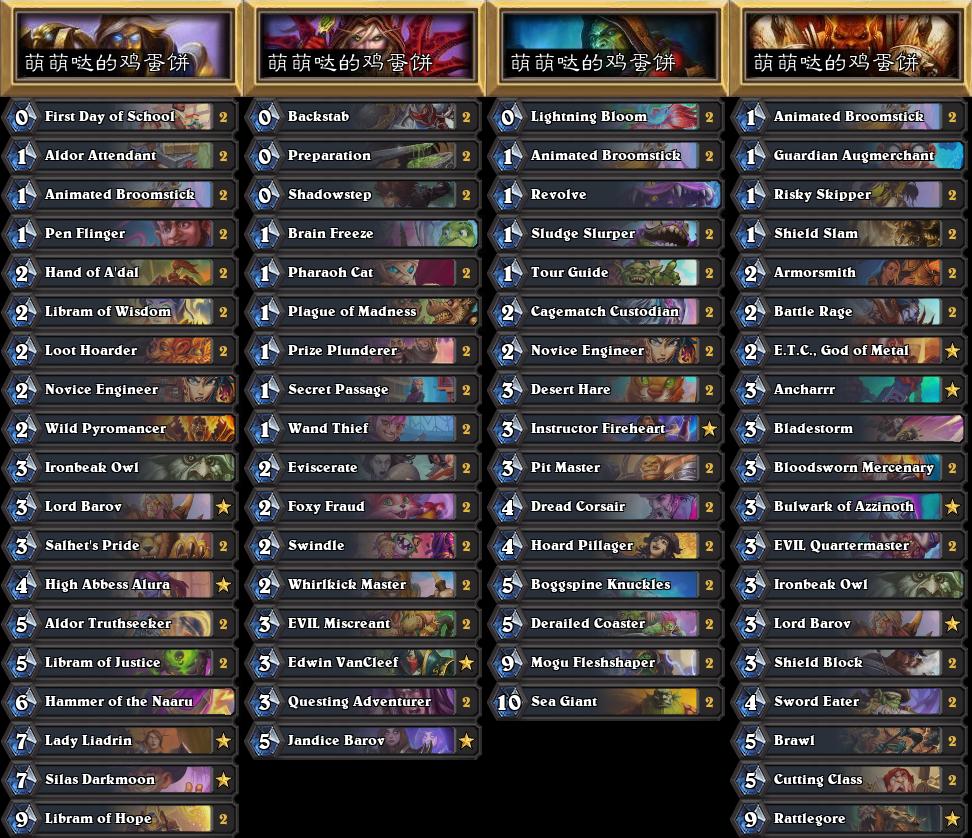 萌萌哒的鸡蛋饼
0 First Day of School 2
1 Aldor Attendant 2
1 Animated Broomstick 2
1 Pen Flinger 2
2 Hand of A'dal 2
2 Libram of Wisdom 2
2 Loot Hoarder 2
2 Novice Engineer
2 Wild Pyromancer
3 Ironbeak Owl
3 Lord Barov
3 Salhet's Pride 2
4 High Abbess Alura
5 Aldor Truthseeker 2
5 Libram of Justice 2
6 Hammer of the Naaru
7 Lady Liadrin
7 Silas Darkmoon
9 Libram of Hope 2
萌萌哒的鸡蛋饼
0 Backstab 2
0 Preparation 2
0 Shadowstep 2
1 Brain Freeze
1 Pharaoh Cat 2
1 Plague of Madness
1 Prize Plunderer 2
1 Secret Passage 2
1 Wand Thief 2
2 Eviscerate 2
2 Foxy Fraud 2
2 Swindle 2
2 Whirlkick Master 2
3 EVIL Miscreant 2
3 Edwin VanCleef
3 Questing Adventurer 2
5 Jandice Barov
萌萌哒的鸡蛋饼
0 Lightning Bloom 2
1 Animated Broomstick 2
1 Revolve
1 Sludge Slurper 2
1 Tour Guide 2
2 Cagematch Custodian 2
2 Novice Engineer 2
3 Desert Hare 2
3 Instructor Fireheart
3 Pit Master 2
4 Dread Corsair 2
4 Hoard Pillager 2
5 Boggspine Knuckles 2
5 Derailed Coaster 2
9 Mogu Fleshshaper 2
10 Sea Giant 2
萌萌哒的鸡蛋饼
1 Animated Broomstick 2
1 Guardian Augmerchant
1 Risky Skipper 2
1 Shield Slam 2
2 Armorsmith 2
2 Battle Rage 2
2 E.T.C., God of Metal
3 Ancharrr
3 Bladestorm
3 Bloodsworn Mercenary 2
3 Bulwark of Azzinoth
3 EVIL Quartermaster 2
3 Ironbeak Owl
3 Lord Barov
3 Shield Block 2
4 Sword Eater 2
5 Brawl 2
5 Cutting Class 2
9 Rattlegore